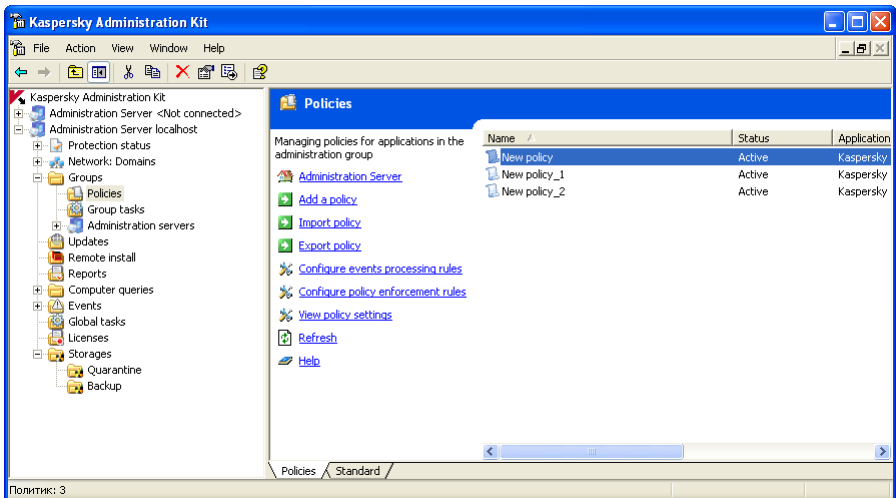 Kaspersky Administration Kit
File Action View Window Help
Kaspersky Administration Kit
Administration Server <Not connected>
Administration Server localhost
Protection status
Network: Domains
Groups
Policies
Group tasks
Administration servers
Updates
Remote install
Reports
Computer queries
Events
Global tasks
Licenses
Storages
Quarantine
Backup
Policies
Managing policies for applications in the
administration group
Administration Server
Add a policy
Import policy
Export policy
Configure events processing rules
Configure policy enforcement rules
View policy settings
Refresh
Help
Name Status Application
New policy Active Kaspersky
New policy_1 Active Kaspersky
New policy_2 Active Kaspersky
Policies Standard
Политик: 3